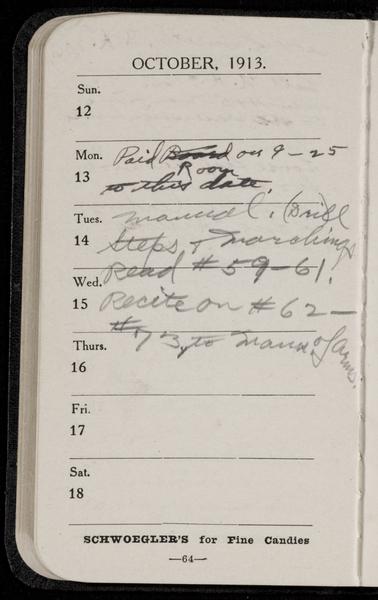 OCTOBER, 1913.
Sun.
12
Mon. Paid Board on 9-25
Room
13 to this date.
Tues. Manual. (Drill
14 Steps & Marchings
Wed. Read #59-61!
15 Recite on #62-
Thurs. #73, to Man. of arms.
16
Fri.
17
Sat.
18
SCHWOEGLER'S for Fine Candies
—64—